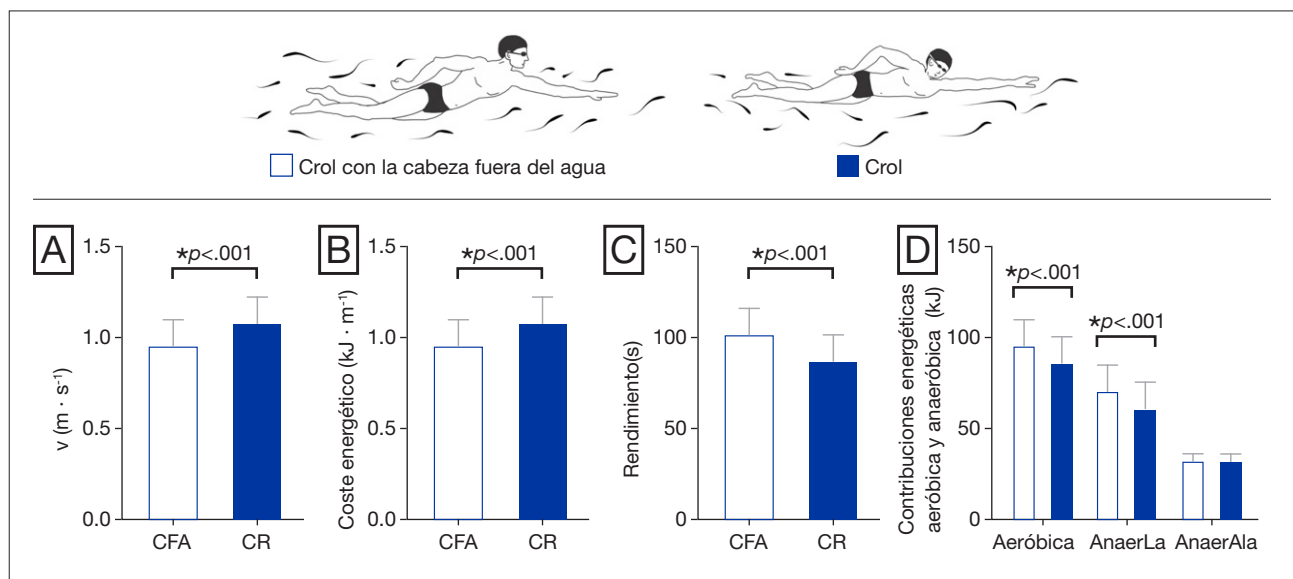 Crol con la cabeza fuera del agua
Crol
A
1.5
1.0
0.5
0.0
v (m · s⁻¹)
*p<.001
CFA
CR
B
1.5
1.0
0.5
0.0
Coste energético (kJ · m⁻¹)
*p<.001
CFA
CR
C
150
100
50
0
Rendimiento(s)
*p<.001
CFA
CR
D
150
100
50
0
Contribuciones energéticas
aeróbica y anaeróbica (kJ)
*p<.001
*p<.001
Aeróbica
AnaerLa
AnaerAla